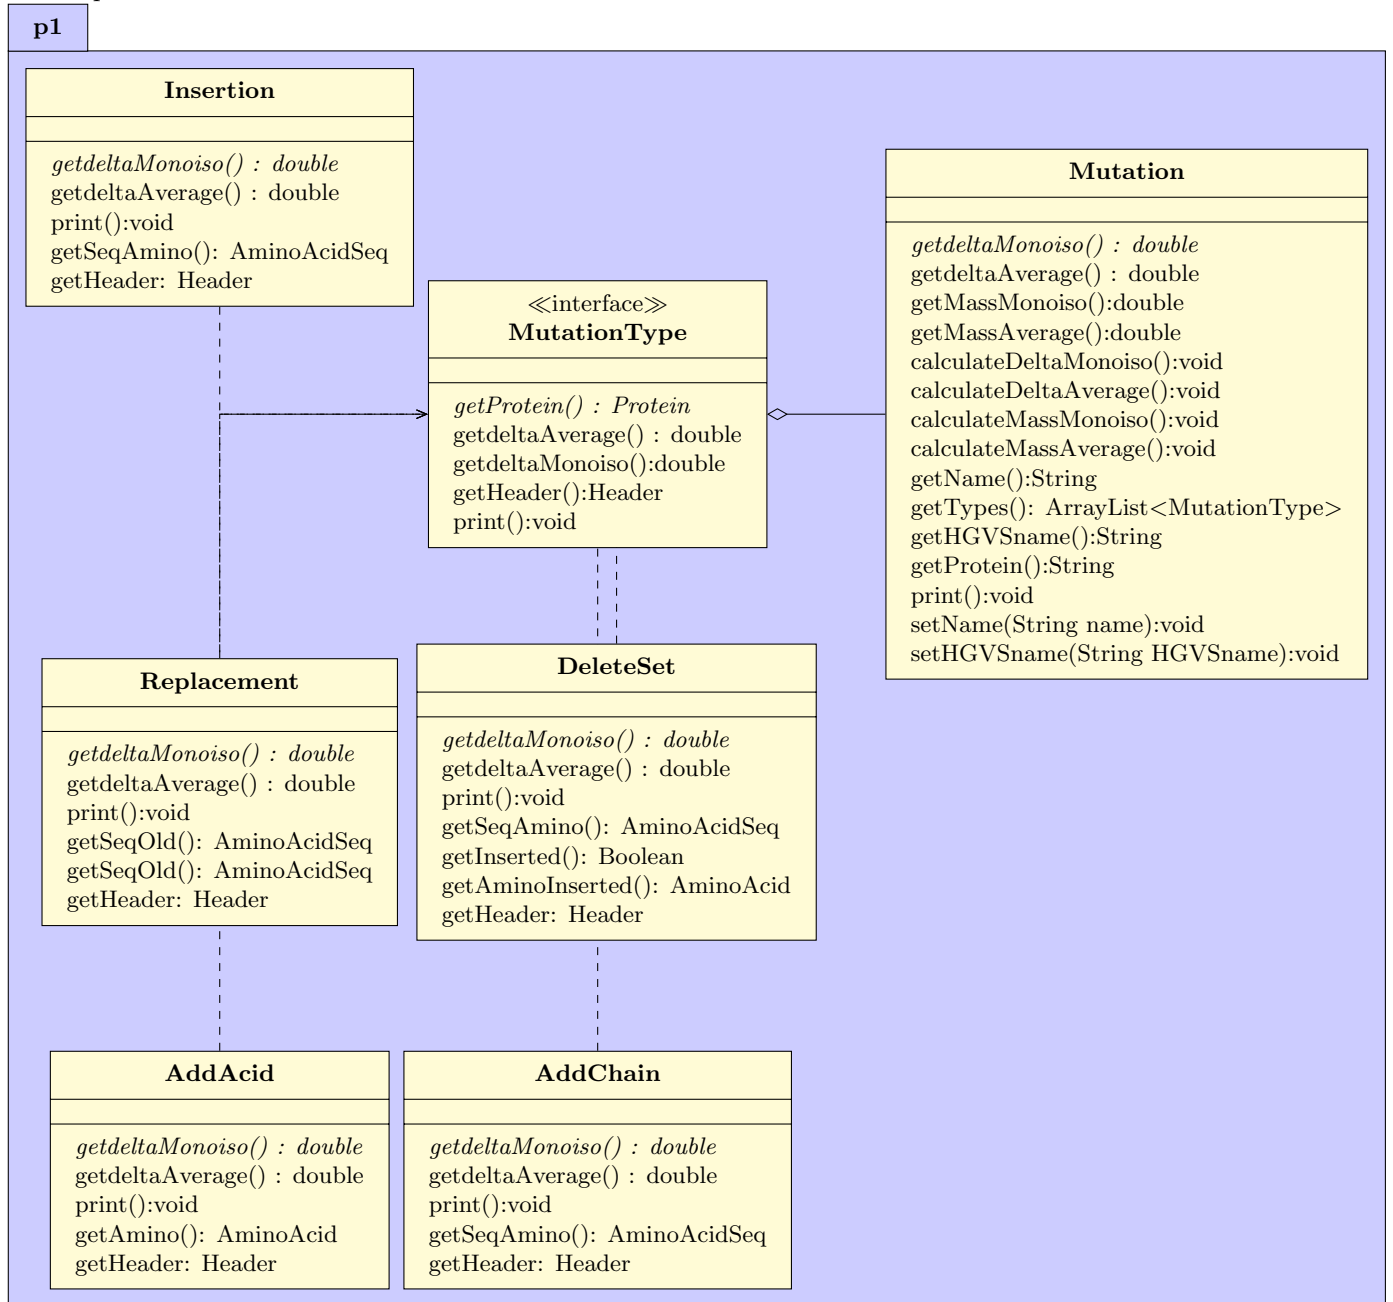 p1
Insertion
getdeltaMonoiso() : double
getdeltaAverage() : double
print():void
getSeqAmino(): AminoAcidSeq
getHeader: Header
Mutation
getdeltaMonoiso() : double
getdeltaAverage() : double
getMassMonoiso():double
getMassAverage():double
calculateDeltaMonoiso():void
calculateDeltaAverage():void
calculateMassMonoiso():void
calculateMassAverage():void
getName():String
getTypes(): ArrayList<MutationType>
getHGVSname():String
getProtein():String
print():void
setName(String name):void
setHGVSname(String HGVSname):void
≪interface≫
MutationType
getProtein() : Protein
getdeltaAverage() : double
getdeltaMonoiso():double
getHeader():Header
print():void
Replacement
getdeltaMonoiso() : double
getdeltaAverage() : double
print():void
getSeqOld(): AminoAcidSeq
getSeqOld(): AminoAcidSeq
getHeader: Header
DeleteSet
getdeltaMonoiso() : double
getdeltaAverage() : double
print():void
getSeqAmino(): AminoAcidSeq
getInserted(): Boolean
getAminoInserted(): AminoAcid
getHeader: Header
AddAcid
getdeltaMonoiso() : double
getdeltaAverage() : double
print():void
getAmino(): AminoAcid
getHeader: Header
AddChain
getdeltaMonoiso() : double
getdeltaAverage() : double
print():void
getSeqAmino(): AminoAcidSeq
getHeader: Header